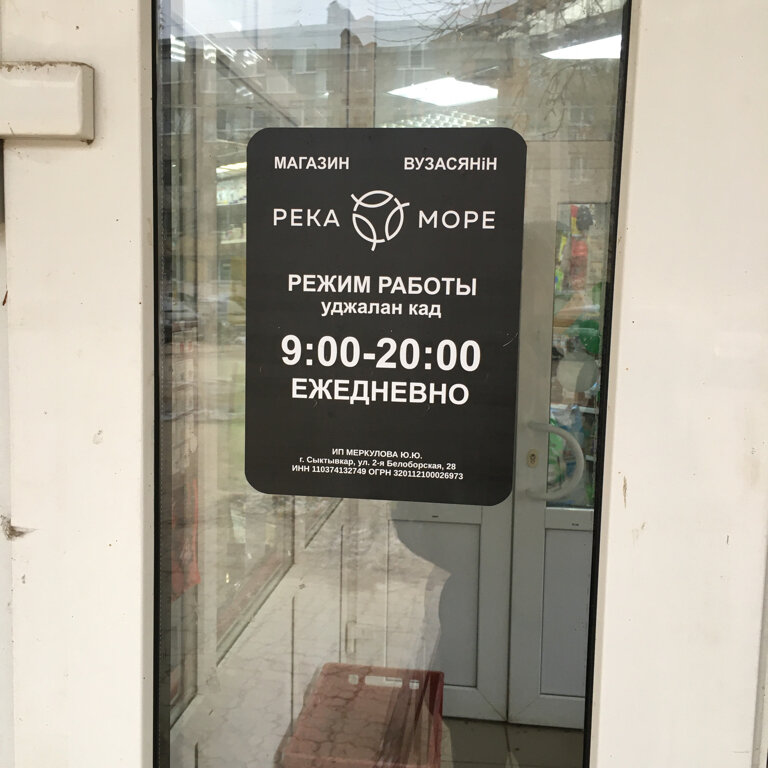 МАГАЗИН ВУЗАСЯНіН
РЕКА МОРЕ
РЕЖИМ РАБОТЫ
уджалан кад
9:00-20:00
ЕЖЕДНЕВНО
ИП МЕРКУЛОВА Ю.Ю.
г. Сыктывкар, ул. 2-я Белоборская, 28
ИНН 110374132749 ОГРН 320112100026973